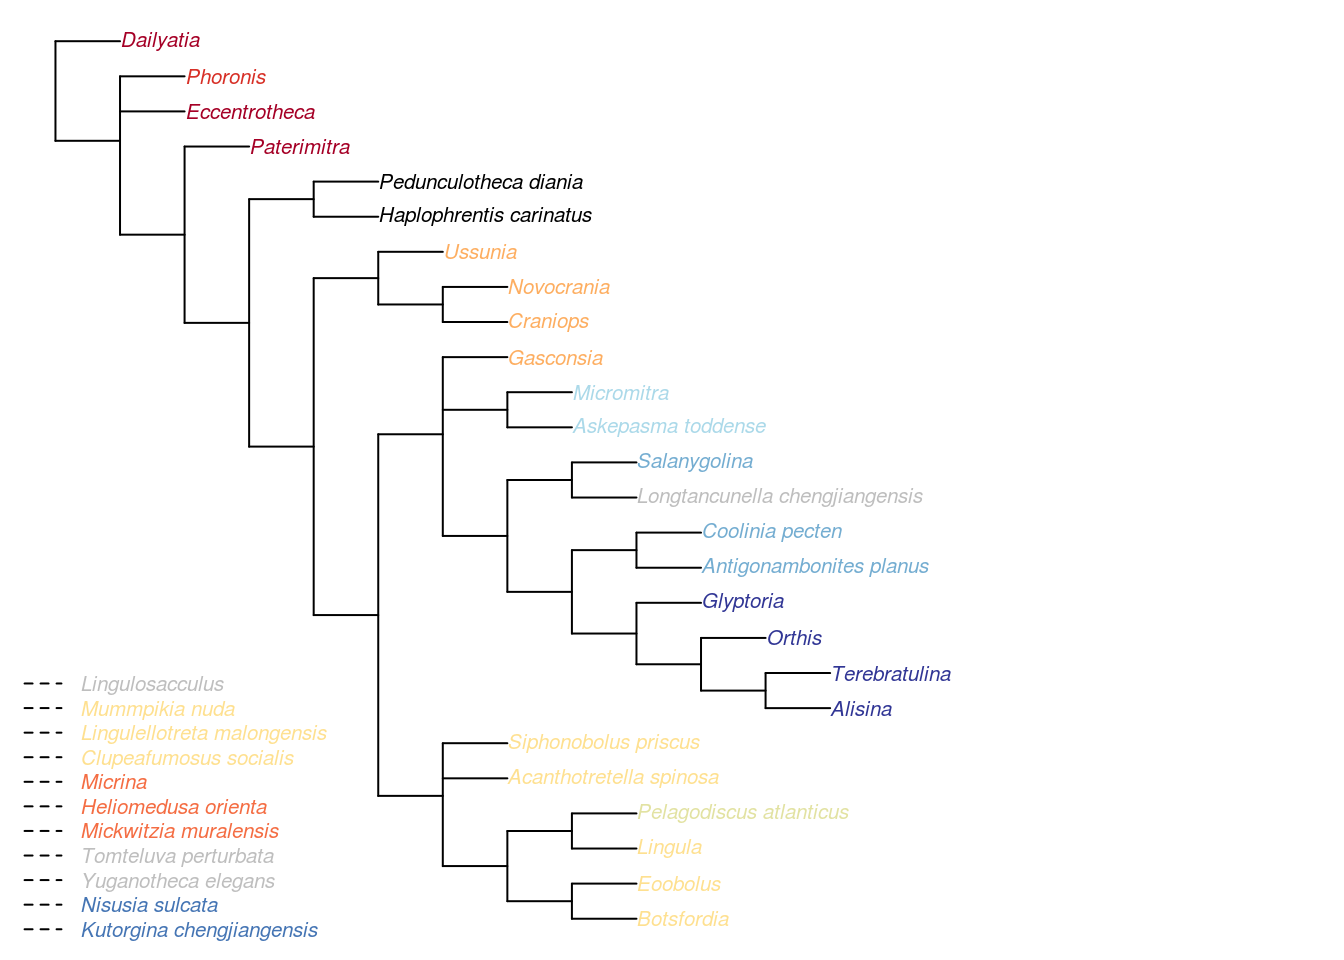 Dailyatia
Phoronis
Eccentrotheca
Paterimitra
Pedunculotheca diania
Haplophrentis carinatus
Ussunia
Novocrania
Craniops
Gasconsia
Micromitra
Askepasma toddense
Salanygolina
Longtancunella chengjiangensis
Coolinia pecten
Antigonambonites planus
Glyptoria
Orthis
Terebratulina
Alisina
Siphonobolus priscus
Acanthotretella spinosa
Pelagodiscus atlanticus
Lingula
Eoobolus
Botsfordia
Lingulosacculus
Mummpikia nuda
Lingulellotreta malongensis
Clupeafumosus socialis
Micrina
Heliomedusa orienta
Mickwitzia muralensis
Tomteluva perturbata
Yuganotheca elegans
Nisusia sulcata
Kutorgina chengjiangensis